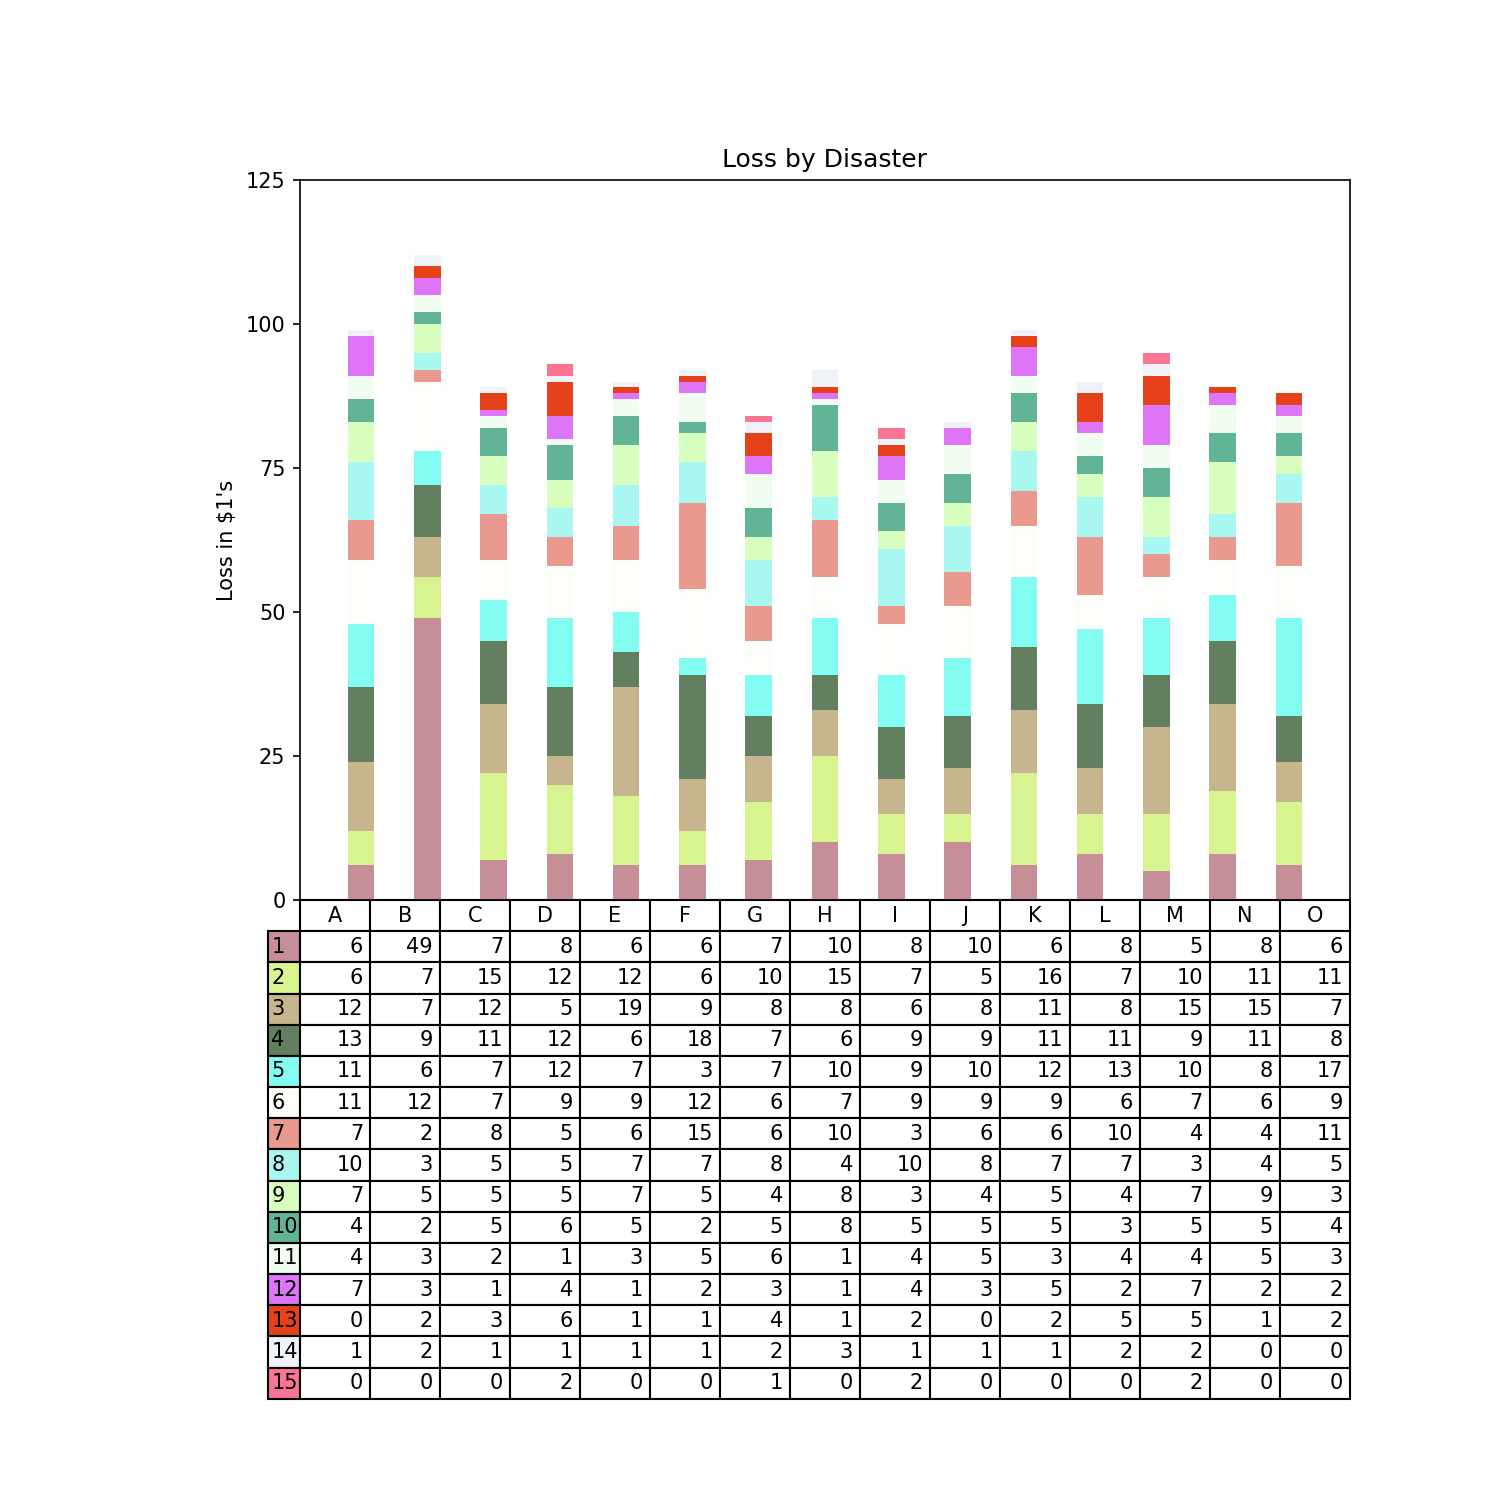 Loss by Disaster
125
100
75
50
25
0
Loss in $1's
A B C D E F G H I J K L M N O
1 6 49 7 8 6 6 7 10 8 10 6 8 5 8 6
2 6 7 15 12 12 6 10 15 7 5 16 7 10 11 11
3 12 7 12 5 19 9 8 8 6 8 11 8 15 15 7
4 13 9 11 12 6 18 7 6 9 9 11 11 9 11 8
5 11 6 7 12 7 3 7 10 9 10 12 13 10 8 17
6 11 12 7 9 9 12 6 7 9 9 9 6 7 6 9
7 7 2 8 5 6 15 6 10 3 6 6 10 4 4 11
8 10 3 5 5 7 7 8 4 10 8 7 7 3 4 5
9 7 5 5 5 7 5 4 8 3 4 5 4 7 9 3
10 4 2 5 6 5 2 5 8 5 5 5 3 5 5 4
11 4 3 2 1 3 5 6 1 4 5 3 4 4 5 3
12 7 3 1 4 1 2 3 1 4 3 5 2 7 2 2
13 0 2 3 6 1 1 4 1 2 0 2 5 5 1 2
14 1 2 1 1 1 1 2 3 1 1 1 2 2 0 0
15 0 0 0 2 0 0 1 0 2 0 0 0 2 0 0